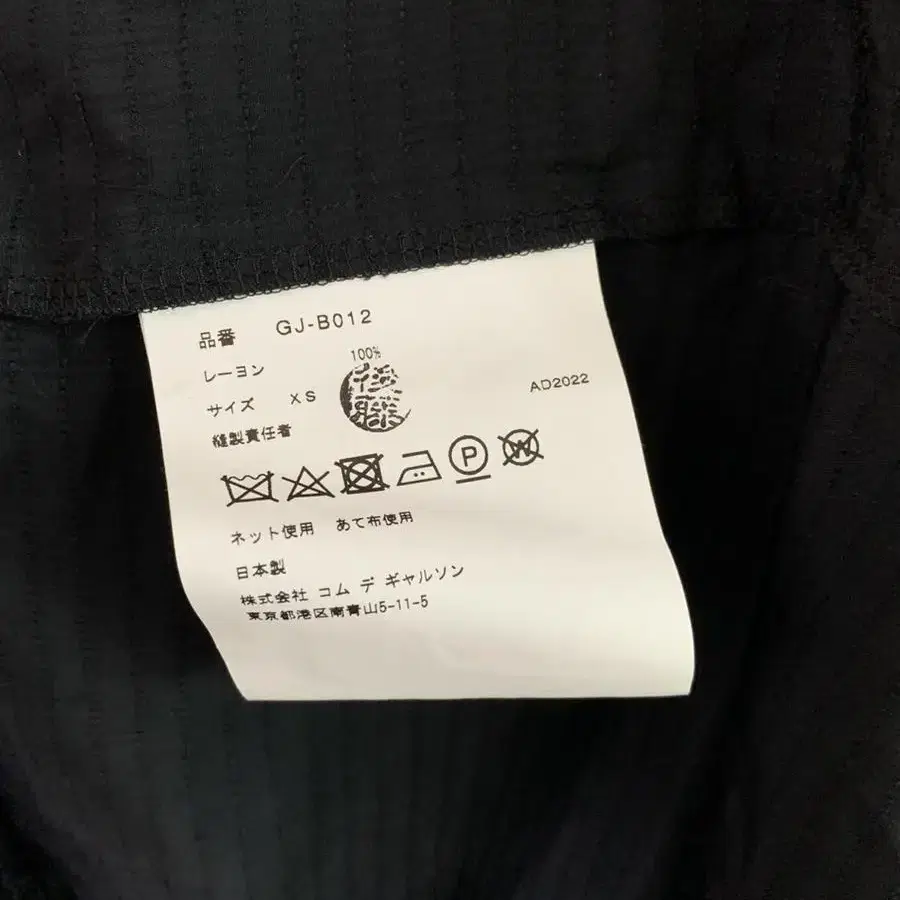 品番 GJ-B012
レーヨン 100%
サイズ XS
AD2022
縫製責任者 後藤
P
W
ネット使用 あて布使用
日本製
株式会社 コム デ ギャルソン
東京都港区南青山5-11-5